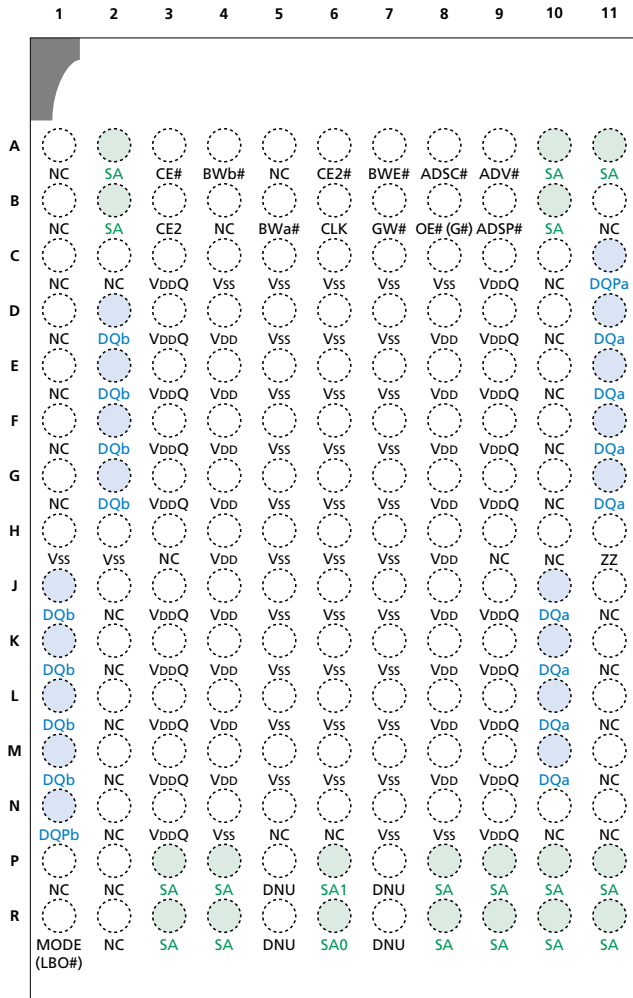 1 2 3 4 5 6 7 8 9 10 11
A
NC SA CE# BWb# NC CE2# BWE# ADSC# ADV# SA SA
B
NC SA CE2 NC BWa# CLK GW# OE# (G#) ADSP# SA NC
C
NC NC VDDQ Vss Vss Vss Vss Vss VDDQ NC DQPa
D
NC DQb VDDQ VDD Vss Vss Vss VDD VDDQ NC DQa
E
NC DQb VDDQ VDD Vss Vss Vss VDD VDDQ NC DQa
F
NC DQb VDDQ VDD Vss Vss Vss VDD VDDQ NC DQa
G
NC DQb VDDQ VDD Vss Vss Vss VDD VDDQ NC DQa
H
Vss Vss NC VDD Vss Vss Vss VDD NC NC ZZ
J
DQb NC VDDQ VDD Vss Vss Vss VDD VDDQ DQa NC
K
DQb NC VDDQ VDD Vss Vss Vss VDD VDDQ DQa NC
L
DQb NC VDDQ VDD Vss Vss Vss VDD VDDQ DQa NC
M
DQb NC VDDQ VDD Vss Vss Vss VDD VDDQ DQa NC
N
DQPb NC VDDQ Vss NC NC Vss Vss VDDQ NC NC
P
NC NC SA SA DNU SA1 DNU SA SA SA SA
R
MODE NC SA SA DNU SA0 DNU SA SA SA SA
(LBO#)